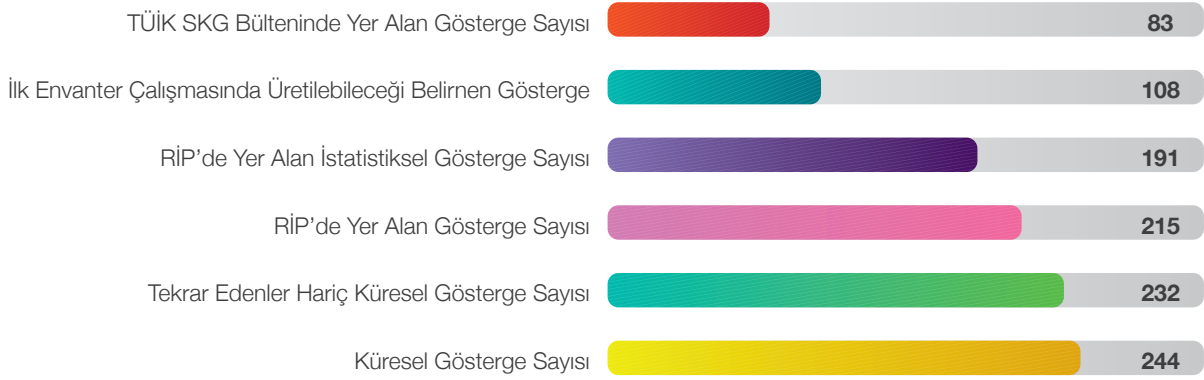 TÜİK SKG Bülteninde Yer Alan Gösterge Sayısı 83
İlk Envanter Çalışmasında Üretilebileceği Belirnen Gösterge 108
RİP’de Yer Alan İstatistiksel Gösterge Sayısı 191
RİP’de Yer Alan Gösterge Sayısı 215
Tekrar Edenler Hariç Küresel Gösterge Sayısı 232
Küresel Gösterge Sayısı 244